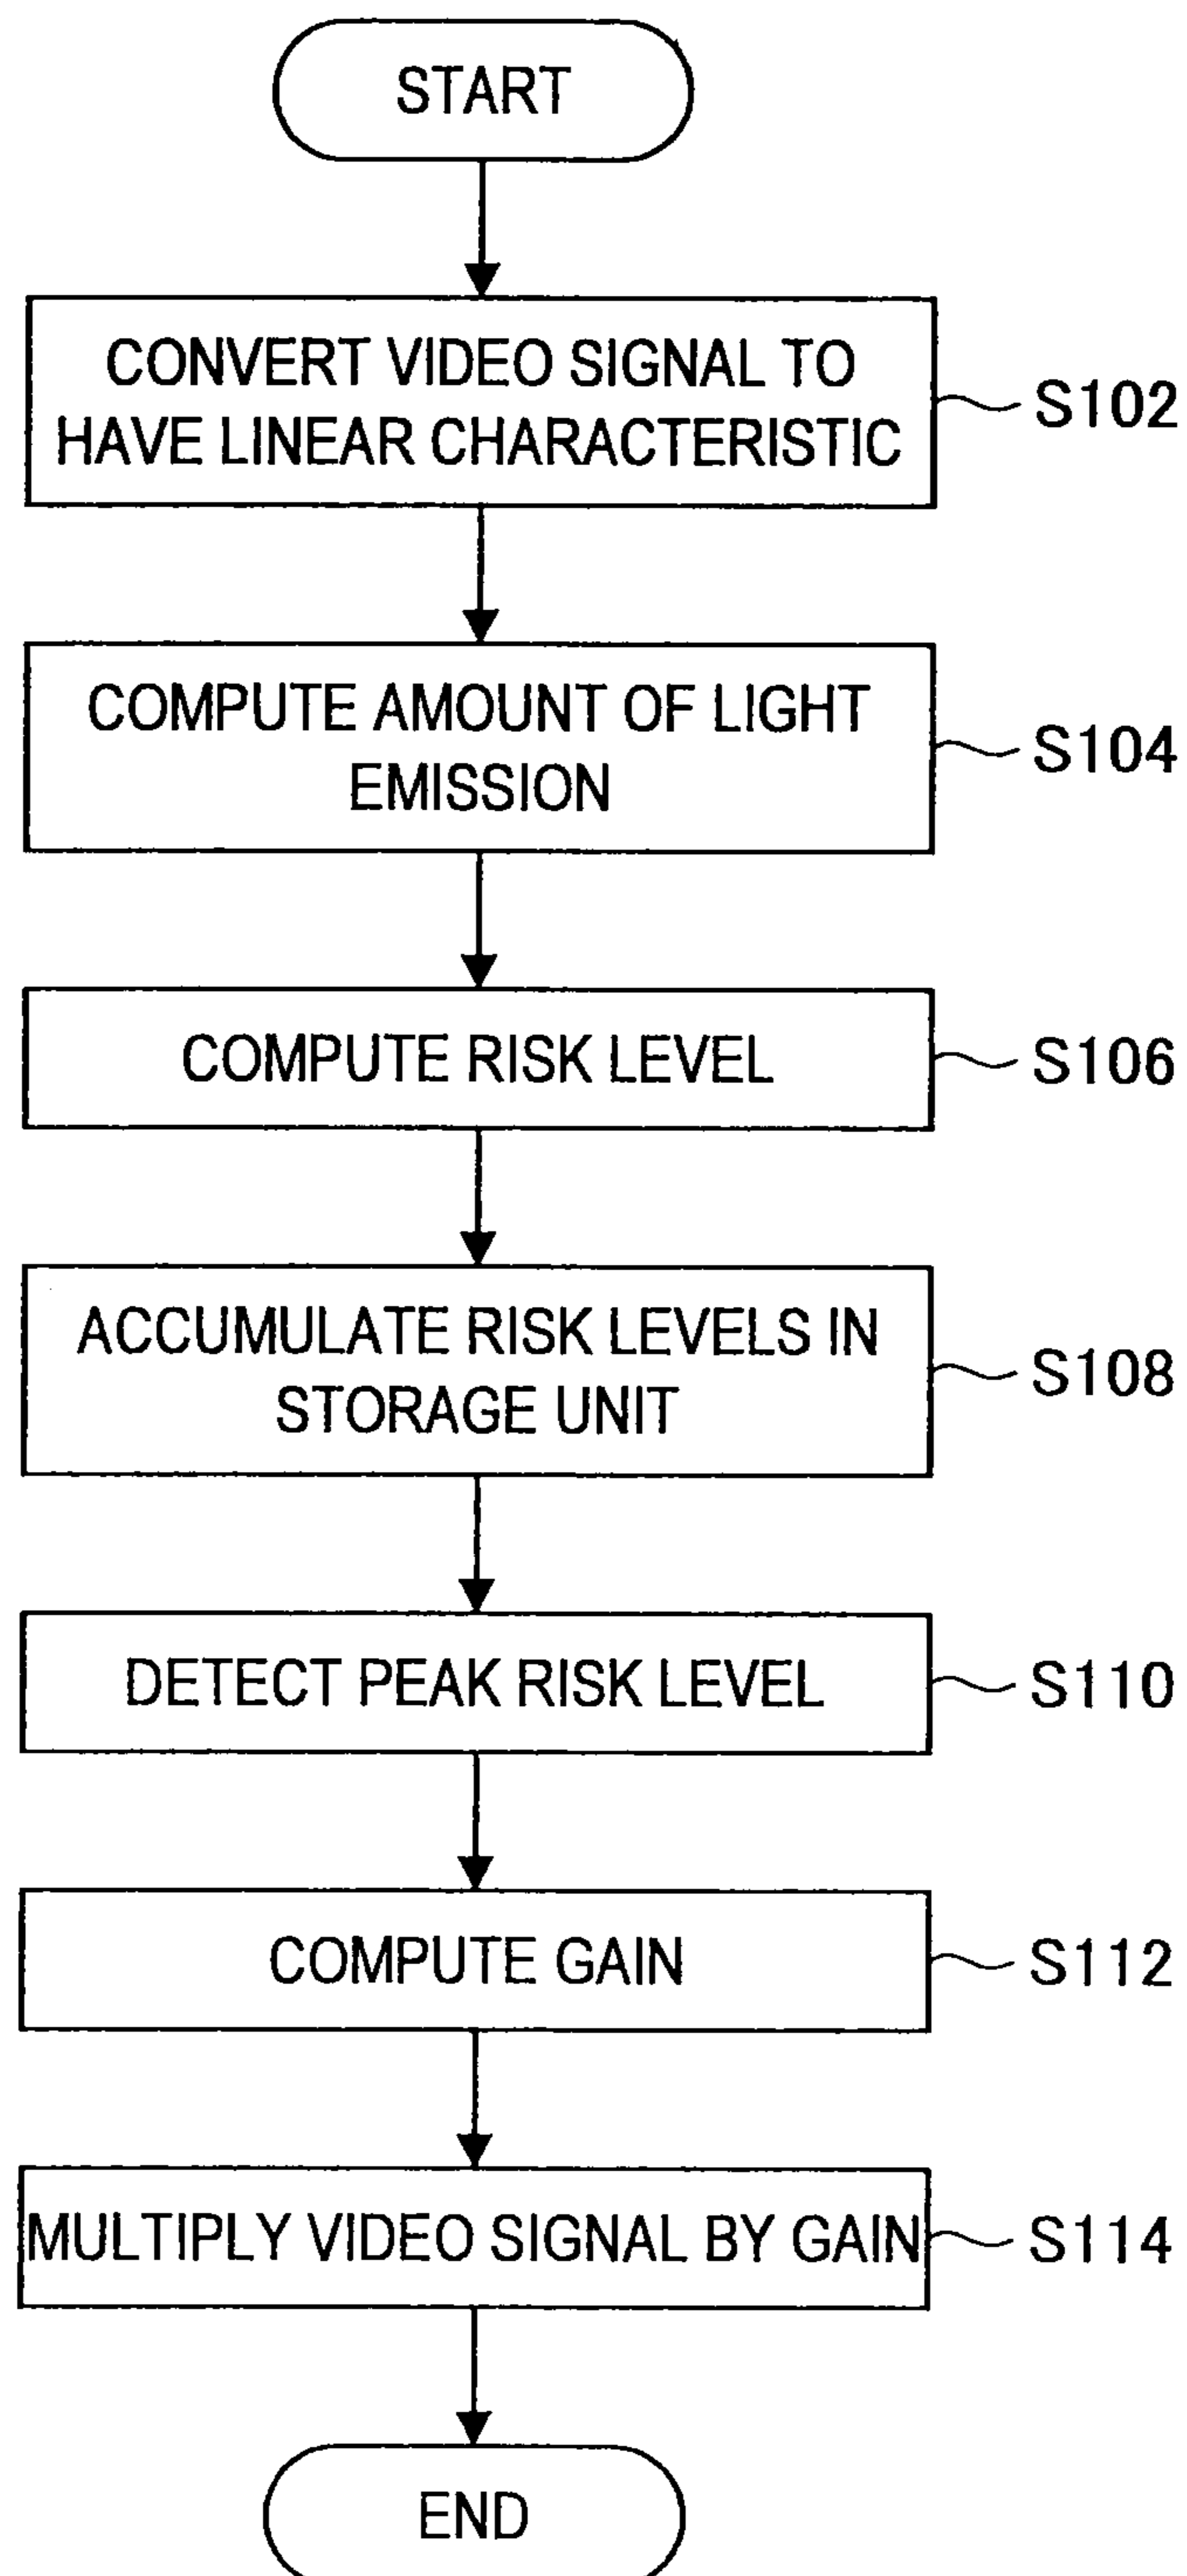 START
CONVERT VIDEO SIGNAL TO
HAVE LINEAR CHARACTERISTIC
S102
COMPUTE AMOUNT OF LIGHT
EMISSION
S104
COMPUTE RISK LEVEL
S106
ACCUMULATE RISK LEVELS IN
STORAGE UNIT
S108
DETECT PEAK RISK LEVEL
S110
COMPUTE GAIN
S112
MULTIPLY VIDEO SIGNAL BY GAIN
S114
END